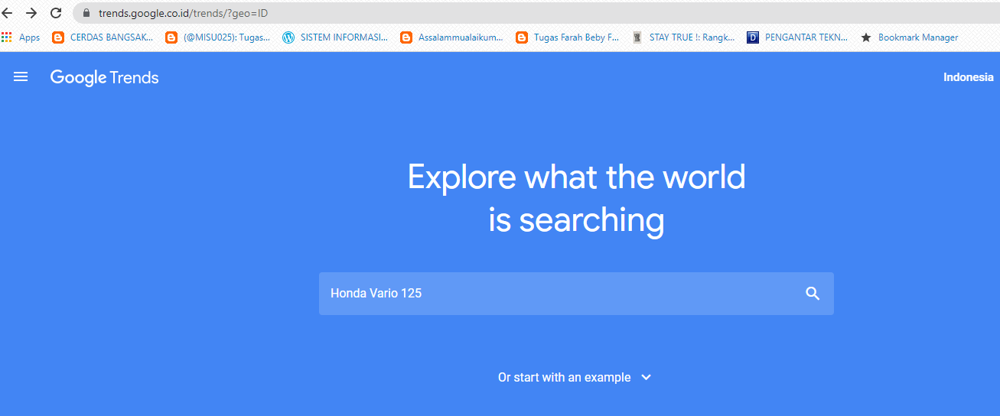 trends.google.co.id/trends/?geo=ID
Apps CERDAS BANGSAK... (@MISU025): Tugas... SISTEM INFORMASI... Assalammualaikum... Tugas Farah Beby F... STAY TRUE !: Rangk... D PENGANTAR TEKN... Bookmark Manager
Google Trends Indonesia
Explore what the world
is searching
Honda Vario 125
Or start with an example